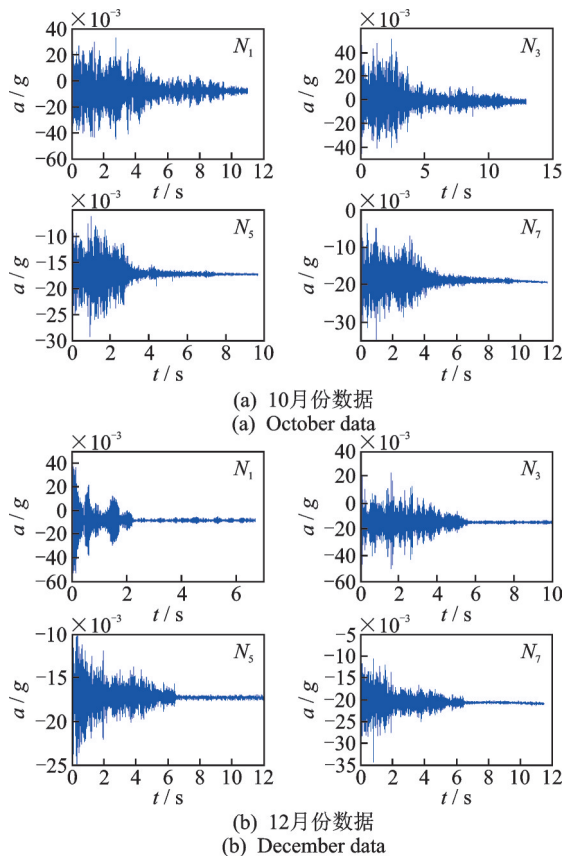 ×10⁻³
40
20
0
−20
−40
−60
0 2 4 6 8 10 12
a / g
t / s
N₁
×10⁻³
60
40
20
0
−20
−40
0 5 10 15
a / g
t / s
N₃
×10⁻³
−10
−15
−20
−25
−30
0 2 4 6 8 10
a / g
t / s
N₅
×10⁻³
0
−10
−20
−30
0 2 4 6 8 10 12
a / g
t / s
N₇
(a) 10月份数据
(a) October data
×10⁻³
40
20
0
−20
−40
−60
0 2 4 6
a / g
t / s
N₁
×10⁻³
40
20
0
−20
−40
−60
0 2 4 6 8 10
a / g
t / s
N₃
×10⁻³
−10
−15
−20
−25
0 2 4 6 8 10 12
a / g
t / s
N₅
×10⁻³
−5
−10
−15
−20
−25
−30
−35
0 2 4 6 8 10 12
a / g
t / s
N₇
(b) 12月份数据
(b) December data